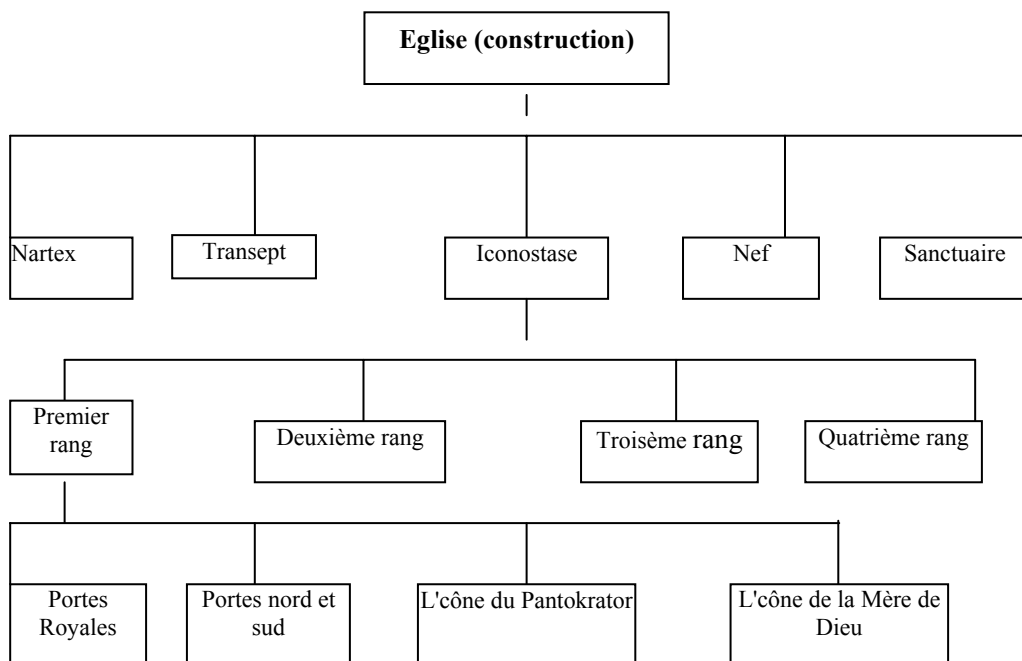 Eglise (construction)
Nartex
Transept
Iconostase
Nef
Sanctuaire
Premier
rang
Deuxième rang
Troisème rang
Quatrième rang
Portes
Royales
Portes nord et
sud
L'cône du Pantokrator
L'cône de la Mère de
Dieu